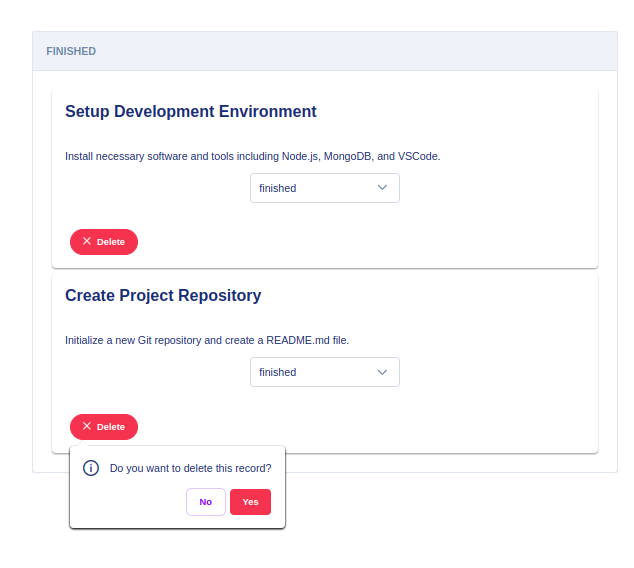 FINISHED
Setup Development Environment
Install necessary software and tools including Node.js, MongoDB, and VSCode.
finished
Delete
Create Project Repository
Initialize a new Git repository and create a README.md file.
finished
Delete
Do you want to delete this record?
No Yes